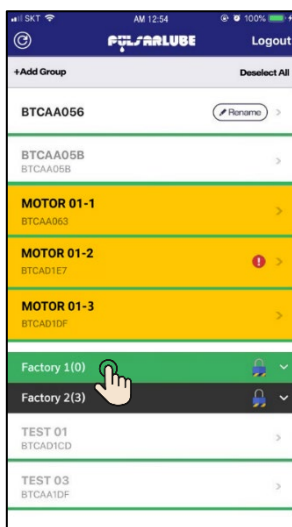 SKT AM 12:54 100%
PŪLSARLUBE Logout
+Add Group Deselect All
BTCAA056 Rename
BTCAA05B
BTCAA05B
MOTOR 01-1
BTCAA063
MOTOR 01-2
BTCAD1E7
MOTOR 01-3
BTCAD1DF
Factory 1(0)
Factory 2(3)
TEST 01
BTCAD1CD
TEST 03
BTCAA1DF